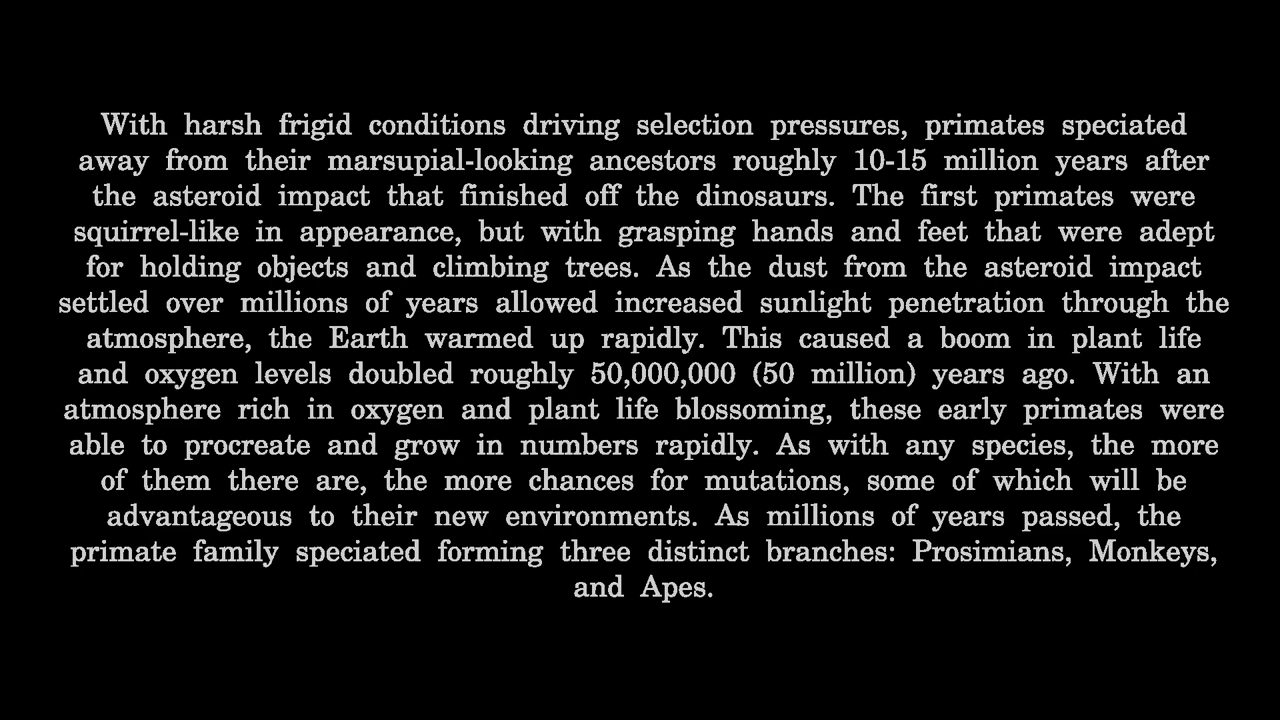 With harsh frigid conditions driving selection pressures, primates speciated
away from their marsupial-looking ancestors roughly 10-15 million years after
the asteroid impact that finished off the dinosaurs. The first primates were
squirrel-like in appearance, but with grasping hands and feet that were adept
for holding objects and climbing trees. As the dust from the asteroid impact
settled over millions of years allowed increased sunlight penetration through the
atmosphere, the Earth warmed up rapidly. This caused a boom in plant life
and oxygen levels doubled roughly 50,000,000 (50 million) years ago. With an
atmosphere rich in oxygen and plant life blossoming, these early primates were
able to procreate and grow in numbers rapidly. As with any species, the more
of them there are, the more chances for mutations, some of which will be
advantageous to their new environments. As millions of years passed, the
primate family speciated forming three distinct branches: Prosimians, Monkeys,
and Apes.